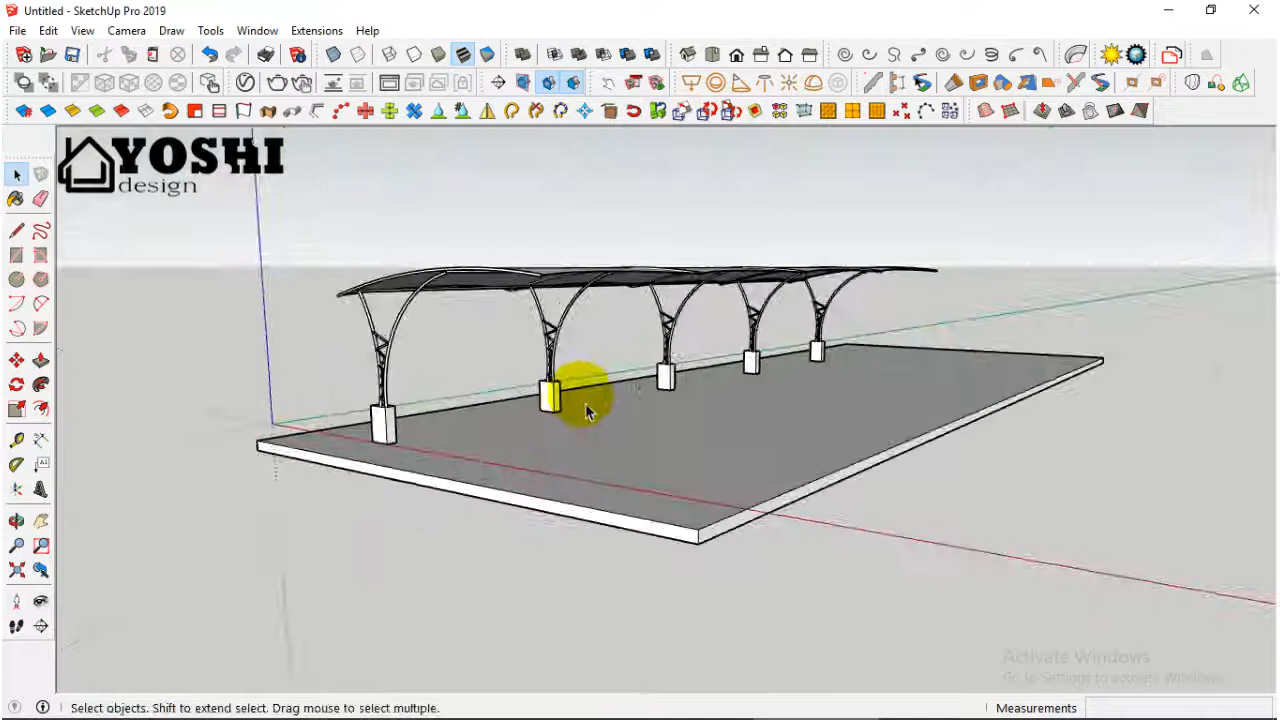 Untitled - SketchUp Pro 2019
File Edit View Camera Draw Tools Window Extensions Help
YOSHI
design
Activate Windows
Go to Settings to activate Windows.
Select objects. Shift to extend select. Drag mouse to select multiple.
Measurements